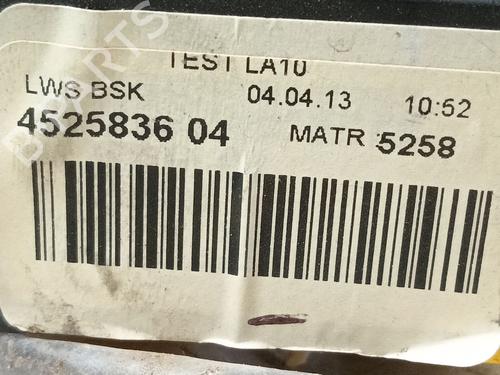 TEST LA10
LWS BSK 04.04.13 10:52
4525836 04 MATR 5258